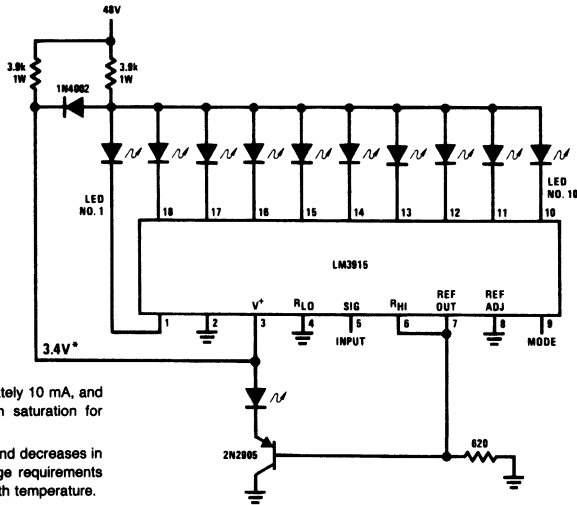 48V
3.9k
1W
3.9k
1W
1N4002
LED
NO. 1
LED
NO. 10
18 17 16 15 14 13 12 11 10
LM3915
V+ RLO SIG RHI REF OUT REF ADJ
1 2 3 4 5 6 7 8 9
INPUT
MODE
3.4V*
ately 10 mA, and
saturation for
2N2905
620
nd decreases in
ge requirements
th temperature.